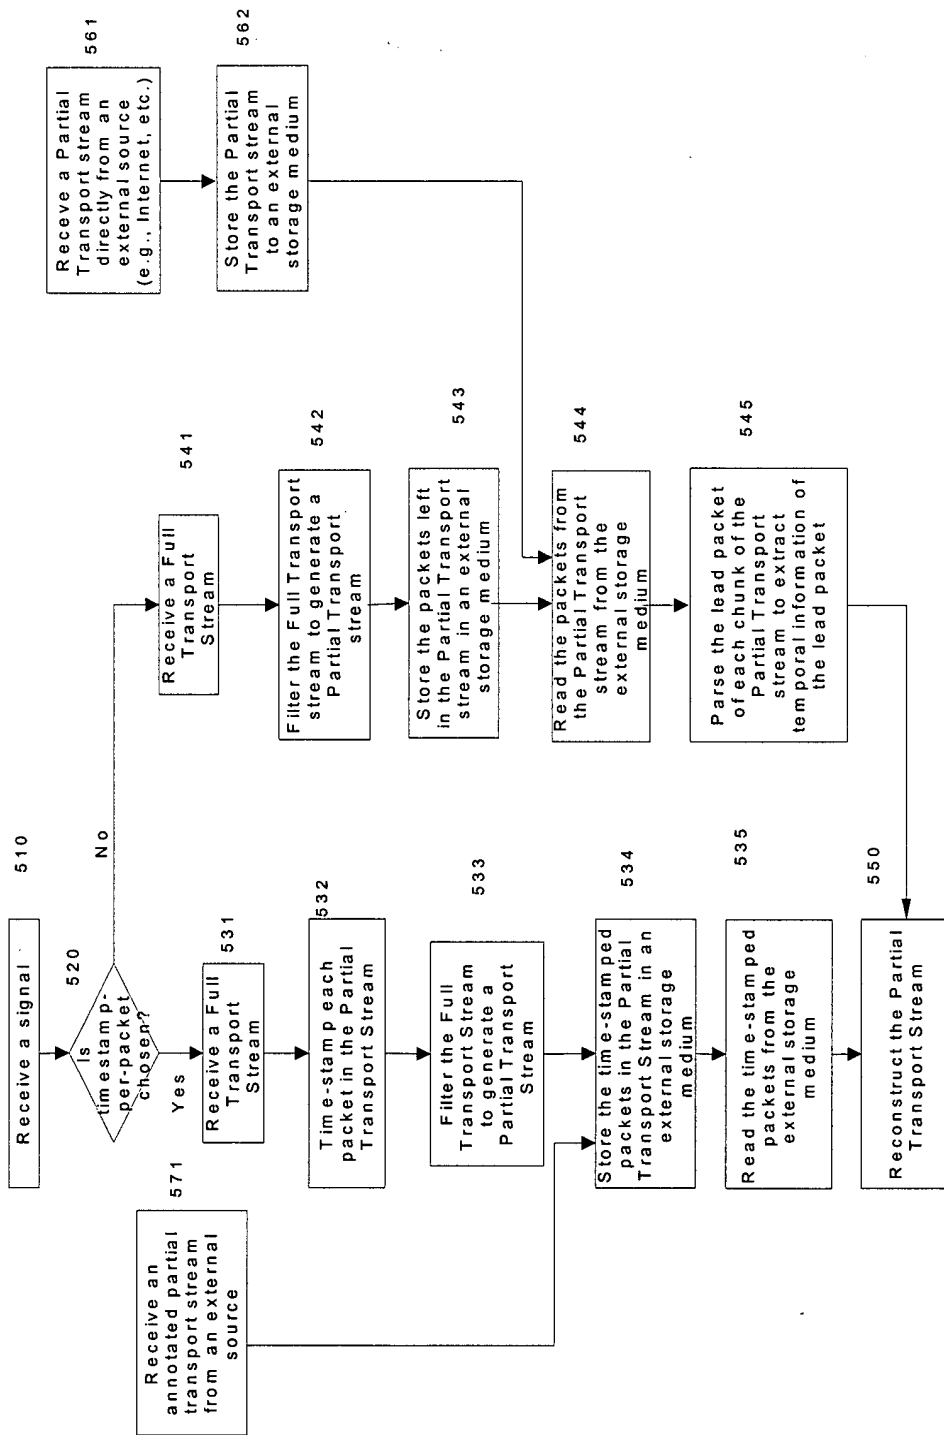 510
Receive a signal
520
Is
timestamp-
per-packet
chosen?
No
Yes
571
Receive an
annotated partial
transport stream
from an external
source
531
Receive a Full
Transport
Stream
532
Time-stamp each
packet in the Partial
Transport Stream
533
Filter the Full
Transport Stream
to generate a
Partial Transport
Stream
534
Store the time-stamped
packets in the Partial
Transport Stream in an
external storage
medium
535
Read the time-stamped
packets from the
external storage
medium
550
Reconstruct the Partial
Transport Stream
541
Receive a Full
Transport
Stream
542
Filter the Full Transport
stream to generate a
Partial Transport
stream
543
Store the packets left
in the Partial Transport
stream in an external
storage medium
544
Read the packets from
the Partial Transport
stream from the
external storage
medium
545
Parse the lead packet
of each chunk of the
Partial Transport
stream to extract
temporal information of
the lead packet
561
Receve a Partial
Transport stream
directly from an
external source
(e.g., Internet, etc.)
562
Store the Partial
Transport stream
to an external
storage medium